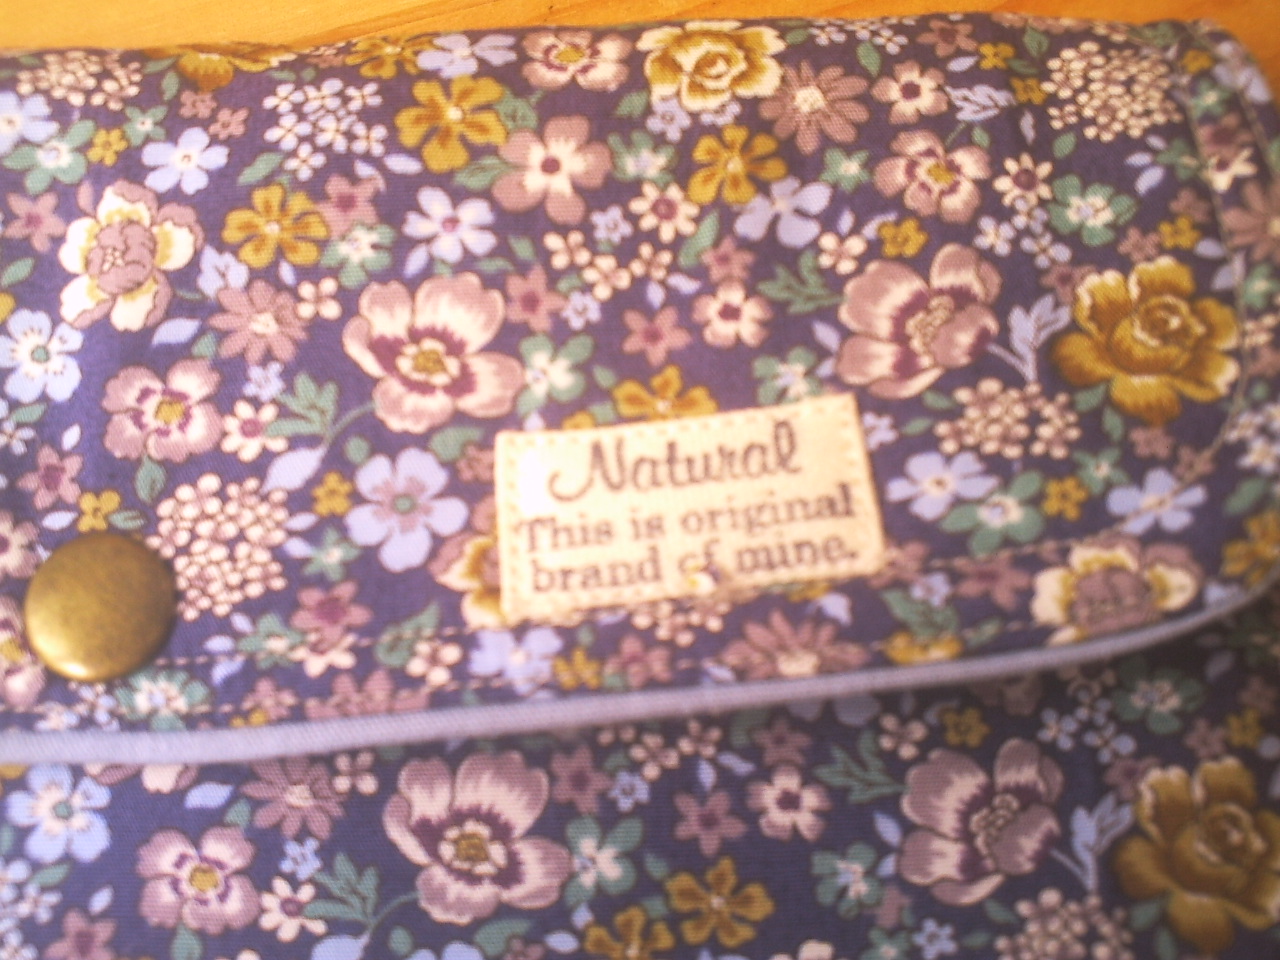 Natural
This is original
brand of mine.